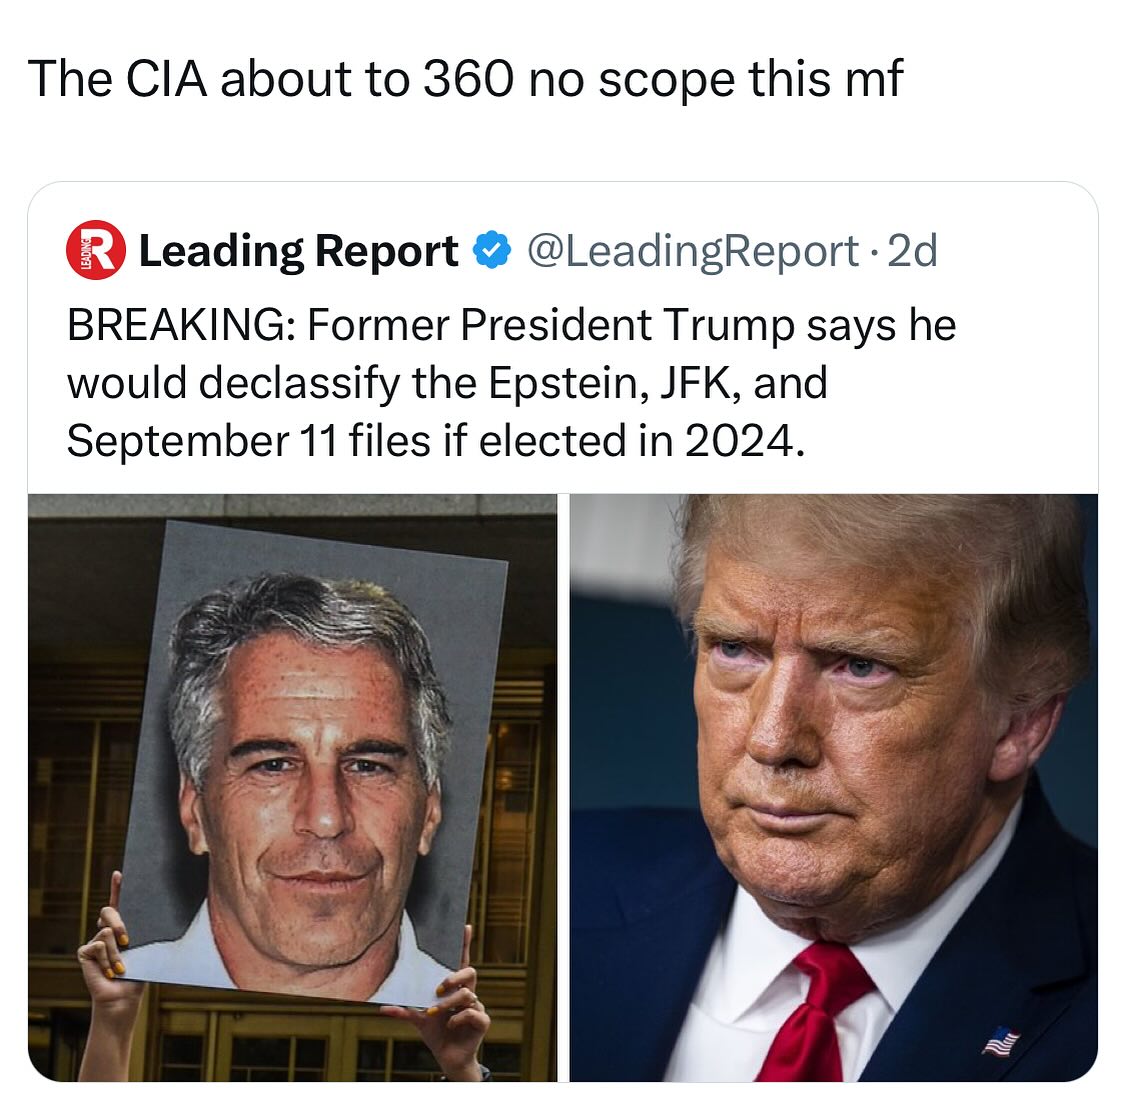 The CIA about to 360 no scope this mf
LEADING R Leading Report @LeadingReport · 2d
BREAKING: Former President Trump says he
would declassify the Epstein, JFK, and
September 11 files if elected in 2024.